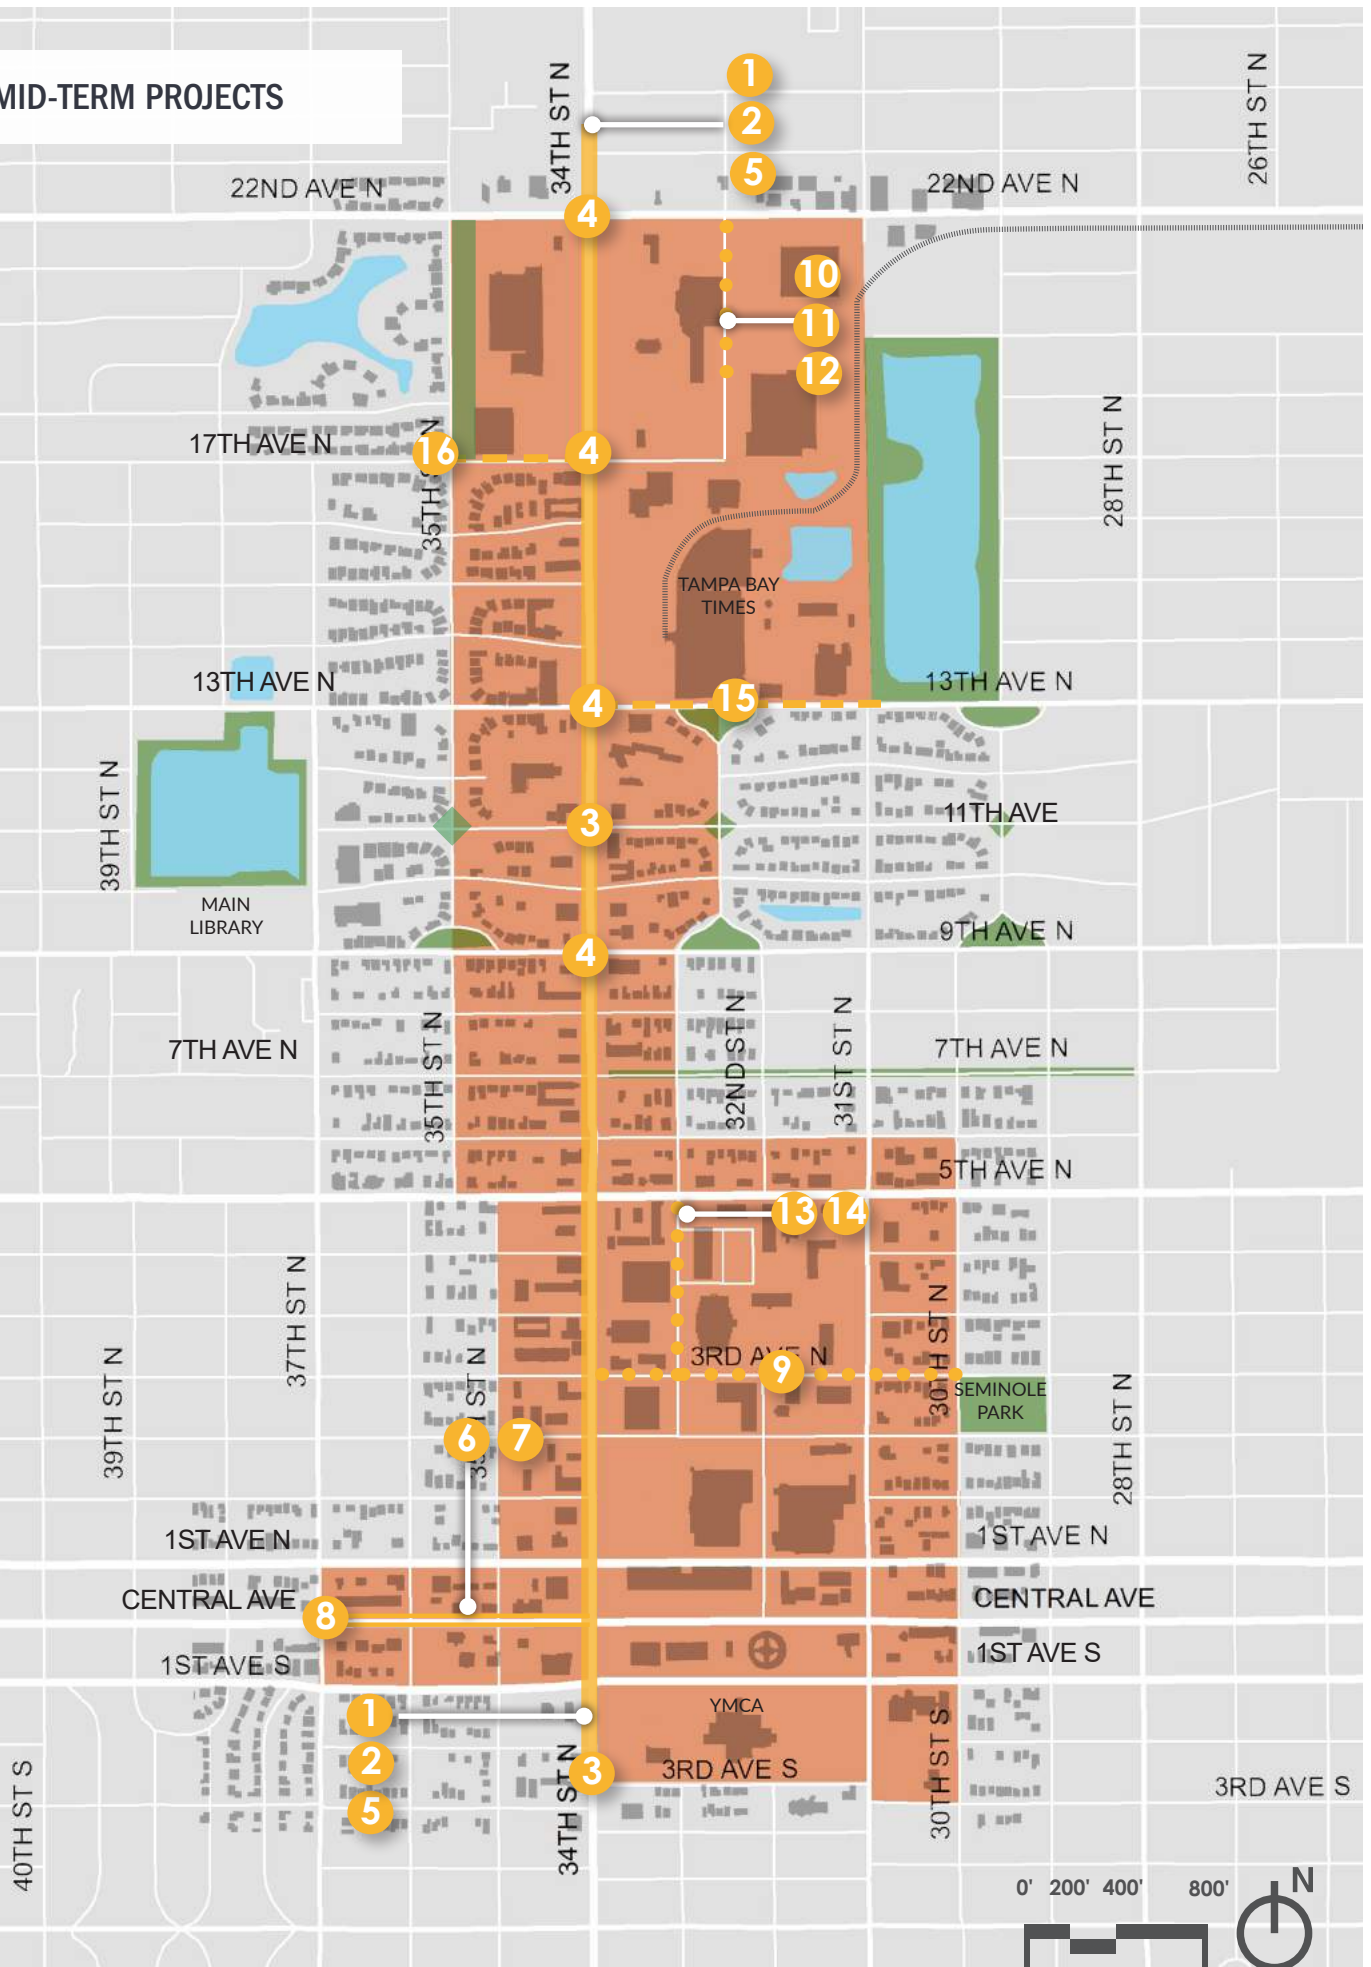 MID-TERM PROJECTS
34TH ST N
1
2
5
26TH ST N
22ND AVE N
22ND AVE N
4
10
11
12
17TH AVE N
16
4
35TH ST N
28TH ST N
TAMPA BAY
TIMES
13TH AVE N
13TH AVE N
4
15
39TH ST N
3
11TH AVE
MAIN
LIBRARY
9TH AVE N
4
7TH AVE N
35TH ST N
32ND ST N
31ST ST N
7TH AVE N
5TH AVE N
13
14
37TH ST N
30TH ST N
39TH ST N
35TH ST N
3RD AVE N
9
SEMINOLE
PARK
28TH ST N
6
7
1ST AVE N
1ST AVE N
CENTRAL AVE
8
CENTRAL AVE
1ST AVE S
1ST AVE S
1
2
5
YMCA
3
3RD AVE S
34TH ST N
30TH ST S
3RD AVE S
40TH ST S
0' 200' 400' 800'
N